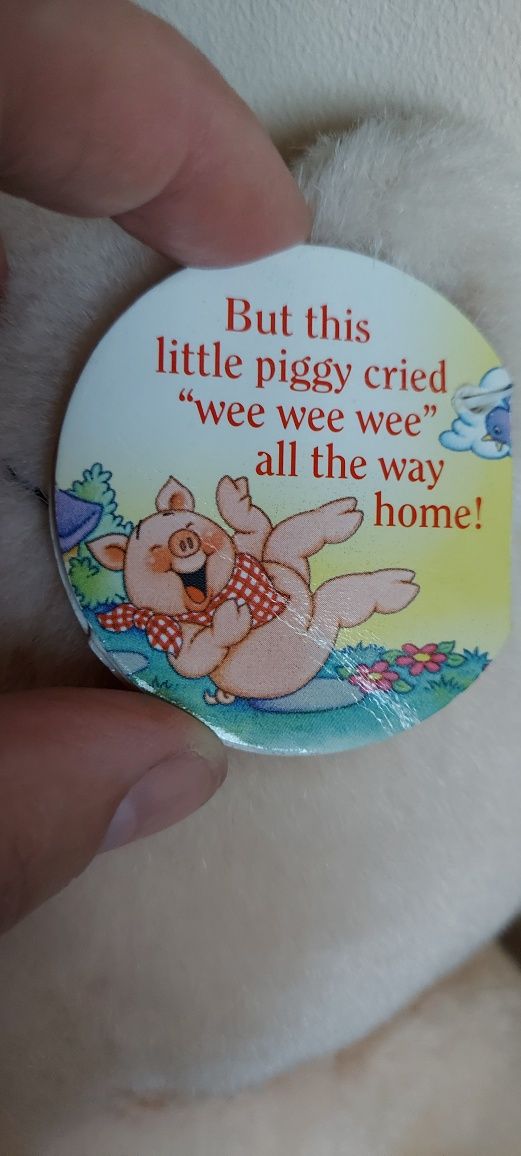 But this
little piggy cried
“wee wee wee”
all the way
home!